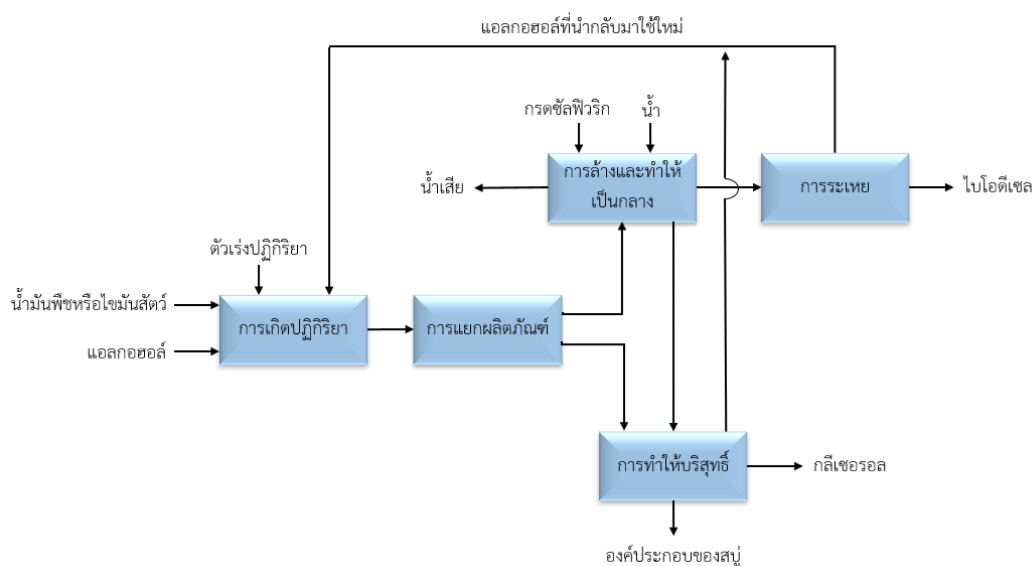 แอลกอฮอล์ที่นำกลับมาใช้ใหม่
กรดซัลฟิวริก
น้ำ
น้ำเสีย
การล้างและทำให้
เป็นกลาง
การระเหย
ไบโอดีเซล
ตัวเร่งปฏิกิริยา
น้ำมันพืชหรือไขมันสัตว์
แอลกอฮอล์
การเกิดปฏิกิริยา
การแยกผลิตภัณฑ์
การทำให้บริสุทธิ์
กลีเซอรอล
องค์ประกอบของสบู่